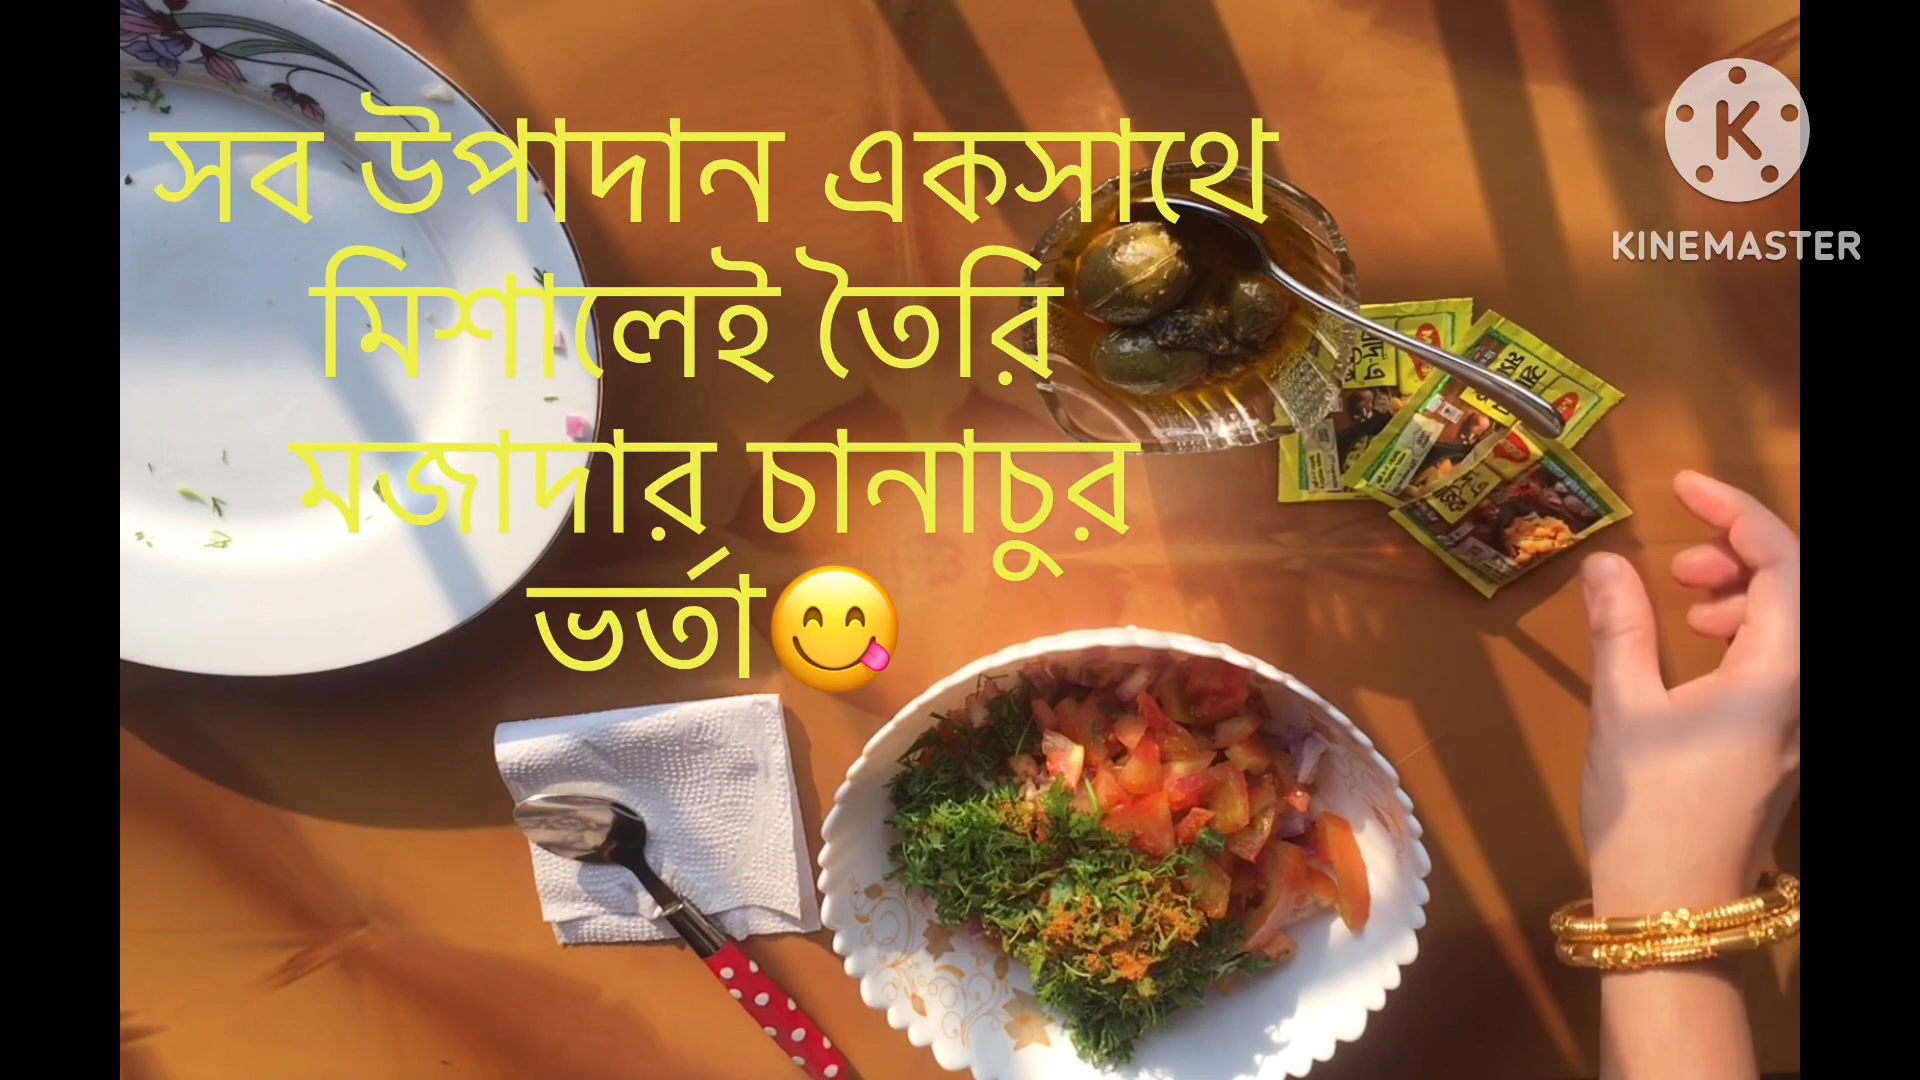 সব উপাদান একসাথে
মিশালেই তৈরি
মজাদার চানাচুর
ভর্তা😋
K
KINEMASTER